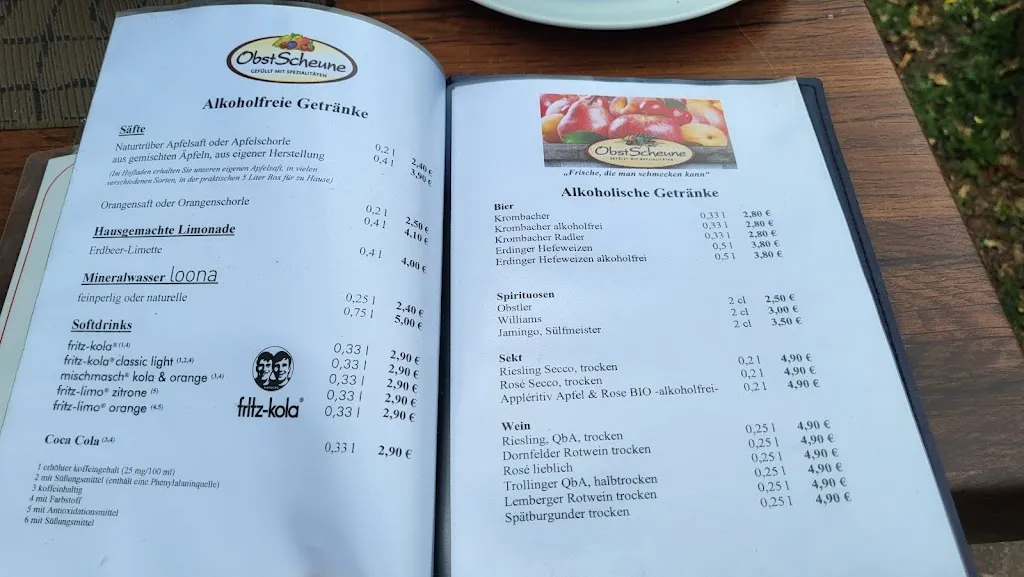 ObstScheune
GEFÜLLT MIT SPEZIALITÄTEN
Alkoholfreie Getränke
Säfte
Naturtrüber Apfelsaft oder Apfelschorle 0,2 l 2,40 €
aus gemischten Äpfeln, aus eigener Herstellung 0,4 l 3,90 €
(Im Hofladen erhalten Sie unseren eigenen Apfelsaft, in vielen
verschiedenen Sorten, in der praktischen 5 Liter Box für zu Hause)
Orangensaft oder Orangenschorle 0,2 l 2,50 €
0,4 l 4,10 €
Hausgemachte Limonade
Erdbeer-Limette 0,4 l 4,00 €
Mineralwasser loona
feinperlig oder naturelle 0,25 l 2,40 €
0,75 l 5,00 €
Softdrinks
fritz-kola® (1,4) 0,33 l 2,90 €
fritz-kola® classic light (1,2,4) 0,33 l 2,90 €
mischmasch® kola & orange (3,4) 0,33 l 2,90 €
fritz-limo® zitrone (5) 0,33 l 2,90 €
fritz-limo® orange (4,5) 0,33 l 2,90 €
fritz-kola®
Coca Cola (3,4) 0,33 l 2,90 €
1 erhöhter koffeingehalt (25 mg/100 ml)
2 mit Süßungsmittel (enthält eine Phenylalaninquelle)
3 koffeinhaltig
4 mit Farbstoff
5 mit Antioxidationsmittel
6 mit Süßungsmittel
ObstScheune
GEFÜLLT MIT SPEZIALITÄTEN
„Frische, die man schmecken kann“
Alkoholische Getränke
Bier
Krombacher 0,33 l 2,80 €
Krombacher alkoholfrei 0,33 l 2,80 €
Krombacher Radler 0,33 l 2,80 €
Erdinger Hefeweizen 0,5 l 3,80 €
Erdinger Hefeweizen alkoholfrei 0,5 l 3,80 €
Spirituosen
Obstler 2 cl 2,50 €
Williams 2 cl 3,00 €
Jamingo, Sülfmeister 2 cl 3,50 €
Sekt
Riesling Secco, trocken 0,2 l 4,90 €
Rosé Secco, trocken 0,2 l 4,90 €
Appléritiv Apfel & Rose BIO -alkoholfrei- 0,2 l 4,90 €
Wein
Riesling, QbA, trocken 0,25 l 4,90 €
Dornfelder Rotwein trocken 0,25 l 4,90 €
Rosé lieblich 0,25 l 4,90 €
Trollinger QbA, halbtrocken 0,25 l 4,90 €
Lemberger Rotwein trocken 0,25 l 4,90 €
Spätburgunder trocken 0,25 l 4,90 €